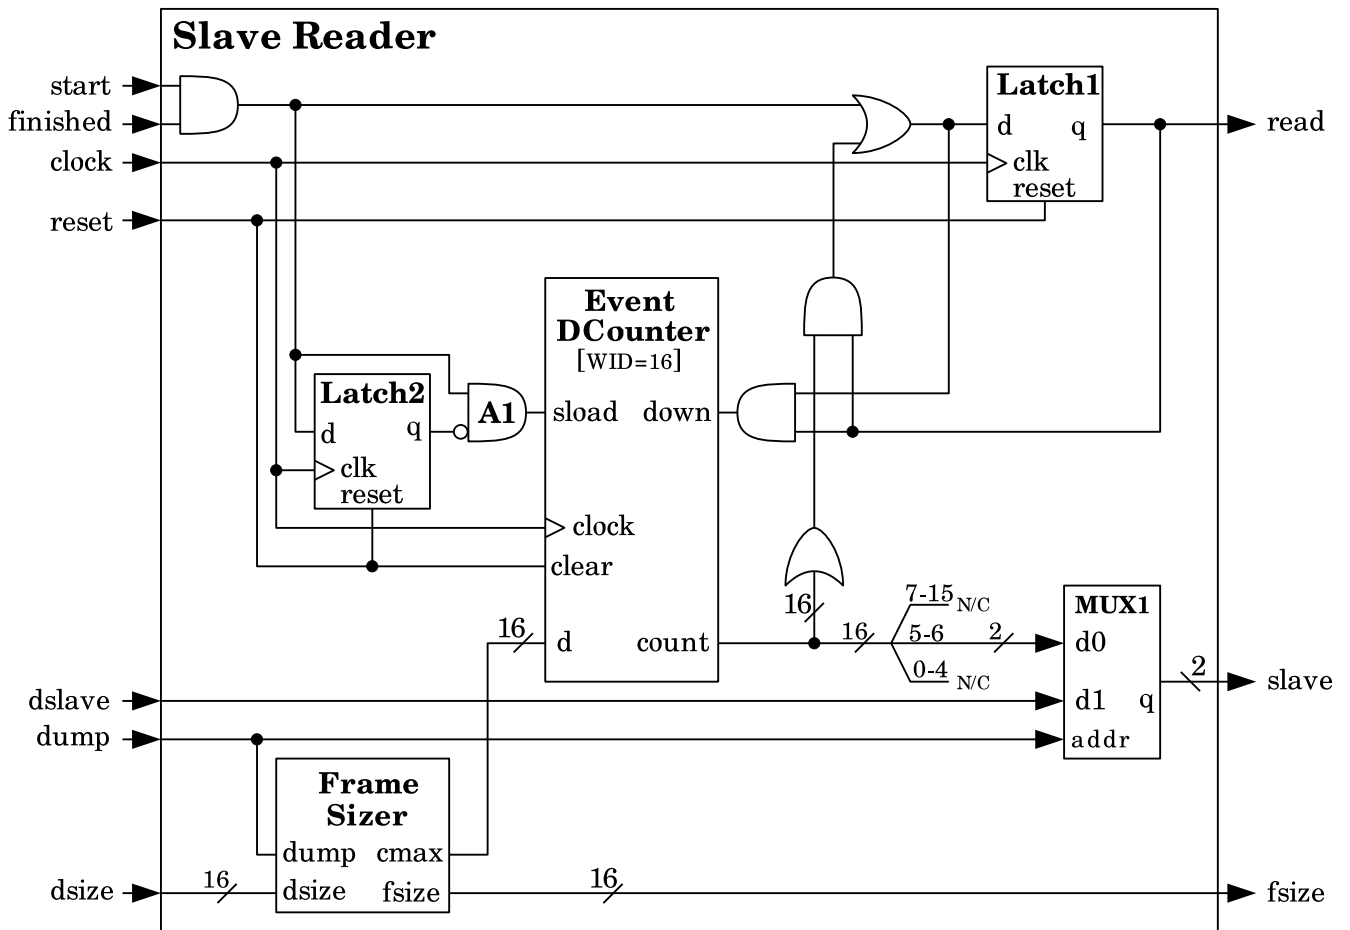 Slave Reader
start
finished
clock
reset
Latch1
d q
clk
reset
read
Event
DCounter
[WID=16]
sload down
clock
clear
d count
Latch2
d q
clk
reset
A1
16
16
16
7-15 N/C
5-6 2
0-4 N/C
MUX1
d0
d1 q
addr
2
slave
dslave
dump
Frame
Sizer
dump cmax
dsize fsize
dsize
16
16
fsize